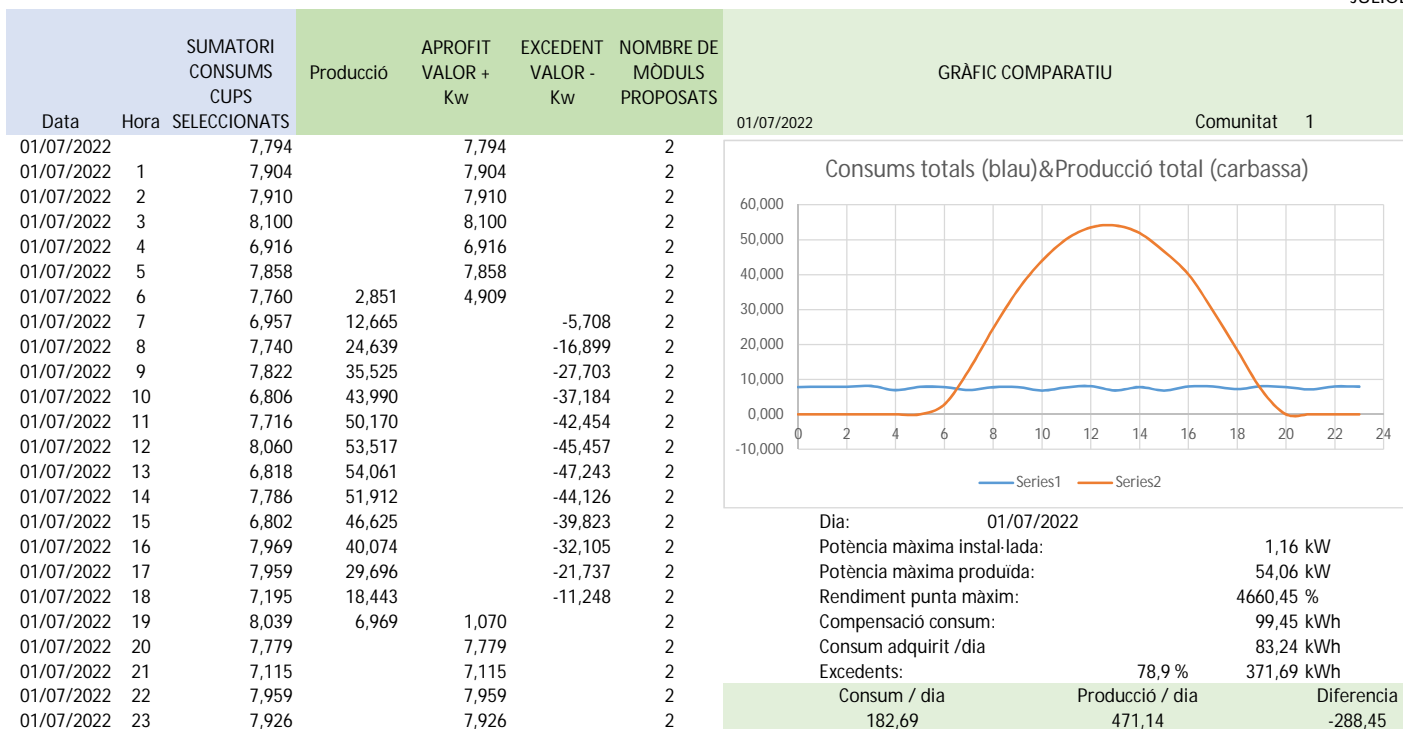 SUMATORI CONSUMS CUPS SELECCIONATS
Producció
APROFIT VALOR + Kw
EXCEDENT VALOR - Kw
NOMBRE DE MÒDULS PROPOSATS
GRÀFIC COMPARATIU
Data Hora
01/07/2022 Comunitat 1
01/07/2022 7,794 7,794 2
01/07/2022 1 7,904 7,904 2
01/07/2022 2 7,910 7,910 2
01/07/2022 3 8,100 8,100 2
01/07/2022 4 6,916 6,916 2
01/07/2022 5 7,858 7,858 2
01/07/2022 6 7,760 2,851 4,909 2
01/07/2022 7 6,957 12,665 -5,708 2
01/07/2022 8 7,740 24,639 -16,899 2
01/07/2022 9 7,822 35,525 -27,703 2
01/07/2022 10 6,806 43,990 -37,184 2
01/07/2022 11 7,716 50,170 -42,454 2
01/07/2022 12 8,060 53,517 -45,457 2
01/07/2022 13 6,818 54,061 -47,243 2
01/07/2022 14 7,786 51,912 -44,126 2
01/07/2022 15 6,802 46,625 -39,823 2
01/07/2022 16 7,969 40,074 -32,105 2
01/07/2022 17 7,959 29,696 -21,737 2
01/07/2022 18 7,195 18,443 -11,248 2
01/07/2022 19 8,039 6,969 1,070 2
01/07/2022 20 7,779 7,779 2
01/07/2022 21 7,115 7,115 2
01/07/2022 22 7,959 7,959 2
01/07/2022 23 7,926 7,926 2
Consums totals (blau)&Producció total (carbassa)
60,000
50,000
40,000
30,000
20,000
10,000
0,000
-10,000
0 2 4 6 8 10 12 14 16 18 20 22 24
Series1 Series2
Dia: 01/07/2022
Potència màxima instal·lada: 1,16 kW
Potència màxima produïda: 54,06 kW
Rendiment punta màxim: 4660,45 %
Compensació consum: 99,45 kWh
Consum adquirit /dia 83,24 kWh
Excedents: 78,9 % 371,69 kWh
Consum / dia Producció / dia Diferencia
182,69 471,14 -288,45